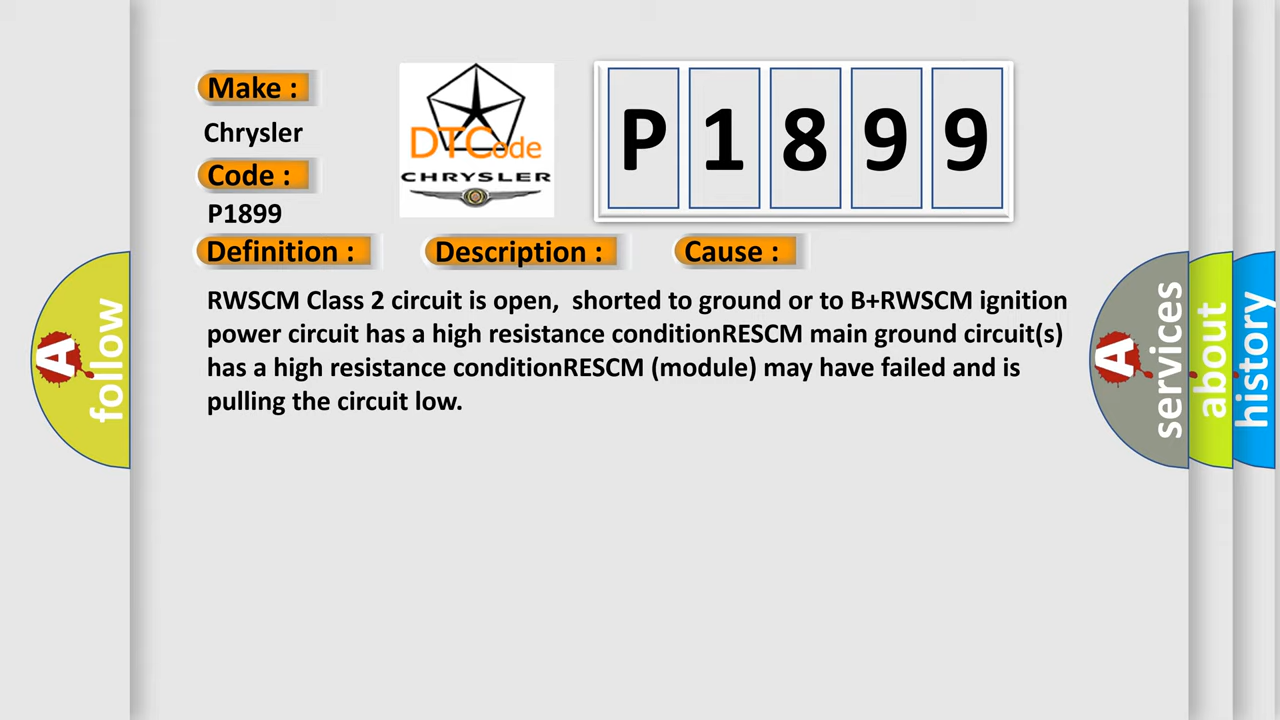 Make :
Chrysler
Code :
P1899
DTCode
CHRYSLER
P 1 8 9 9
Definition :
Description :
Cause :
RWSCM Class 2 circuit is open,  shorted to ground or to B+RWSCM ignition
power circuit has a high resistance conditionRESCM main ground circuit(s)
has a high resistance conditionRESCM (module) may have failed and is
pulling the circuit low.
A follow
A services
about
history